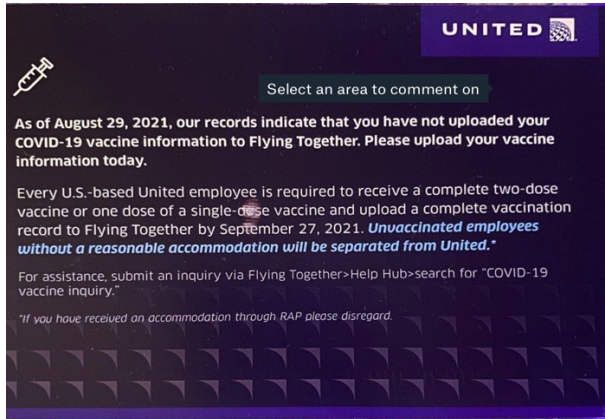 UNITED
Select an area to comment on
As of August 29, 2021, our records indicate that you have not uploaded your
COVID-19 vaccine information to Flying Together. Please upload your vaccine
information today.
Every U.S.-based United employee is required to receive a complete two-dose
vaccine or one dose of a single-dose vaccine and upload a complete vaccination
record to Flying Together by September 27, 2021. Unvaccinated employees
without a reasonable accommodation will be separated from United.*
For assistance, submit an inquiry via Flying Together>Help Hub>search for "COVID-19
vaccine inquiry."
*If you have received an accommodation through RAP please disregard.